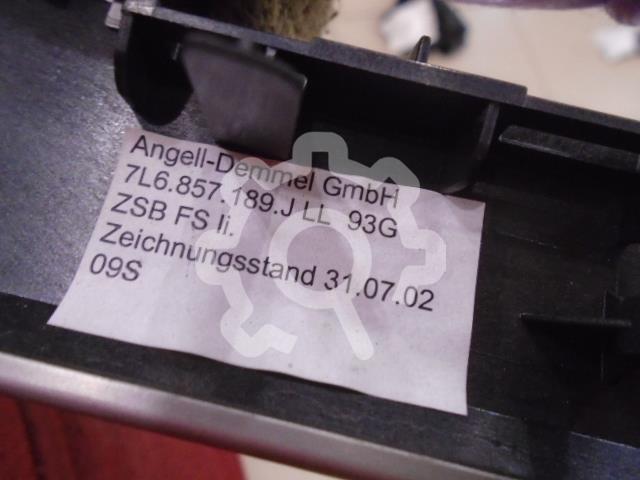 Angell-Demmel GmbH
7L6.857.189.J LL 93G
ZSB FS li.
Zeichnungsstand 31.07.02
09S